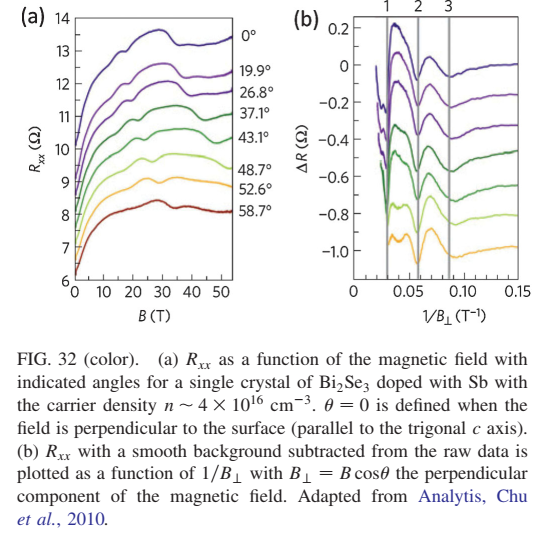 (a)
14
13
12
11
10
9
8
7
6
Rxx (Ω)
0°
19.9°
26.8°
37.1°
43.1°
48.7°
52.6°
58.7°
0 10 20 30 40 50
B (T)
(b)
1 2 3
0.2
0
−0.2
−0.4
−0.6
−0.8
−1.0
ΔR (Ω)
0 0.05 0.10 0.15
1/B⊥ (T⁻¹)
FIG. 32 (color). (a) Rxx as a function of the magnetic field with
indicated angles for a single crystal of Bi₂Se₃ doped with Sb with
the carrier density n ~ 4 × 10¹⁶ cm⁻³. θ = 0 is defined when the
field is perpendicular to the surface (parallel to the trigonal c axis).
(b) Rxx with a smooth background subtracted from the raw data is
plotted as a function of 1/B⊥ with B⊥ = B cosθ the perpendicular
component of the magnetic field. Adapted from Analytis, Chu
et al., 2010.